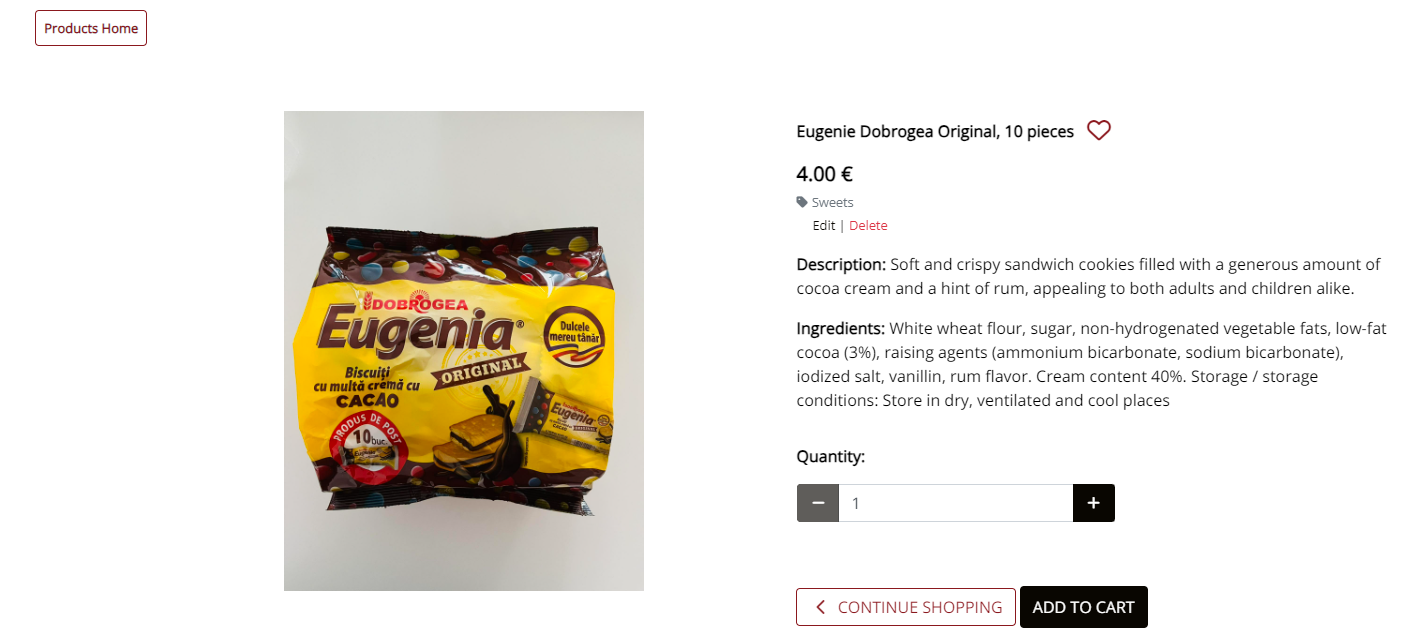 Products Home
DOBROGEA
Eugenia®
ORIGINAL
Dulcele
mereu tânăr
Biscuiți
cu multă cremă cu
CACAO
PRODUS DE POST
10 buc.
Eugenia
Eugenia
ORIGINAL
CACAO
Eugenie Dobrogea Original, 10 pieces
4.00 €
Sweets
Edit | Delete
Description: Soft and crispy sandwich cookies filled with a generous amount of
cocoa cream and a hint of rum, appealing to both adults and children alike.
Ingredients: White wheat flour, sugar, non-hydrogenated vegetable fats, low-fat
cocoa (3%), raising agents (ammonium bicarbonate, sodium bicarbonate),
iodized salt, vanillin, rum flavor. Cream content 40%. Storage / storage
conditions: Store in dry, ventilated and cool places
Quantity:
− 1 +
CONTINUE SHOPPING
ADD TO CART